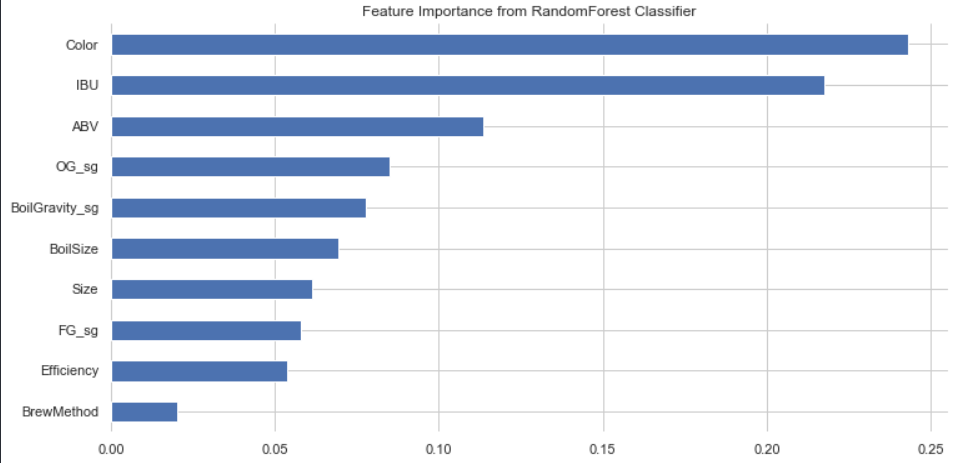 Feature Importance from RandomForest Classifier
Color
IBU
ABV
OG_sg
BoilGravity_sg
BoilSize
Size
FG_sg
Efficiency
BrewMethod
0.00 0.05 0.10 0.15 0.20 0.25